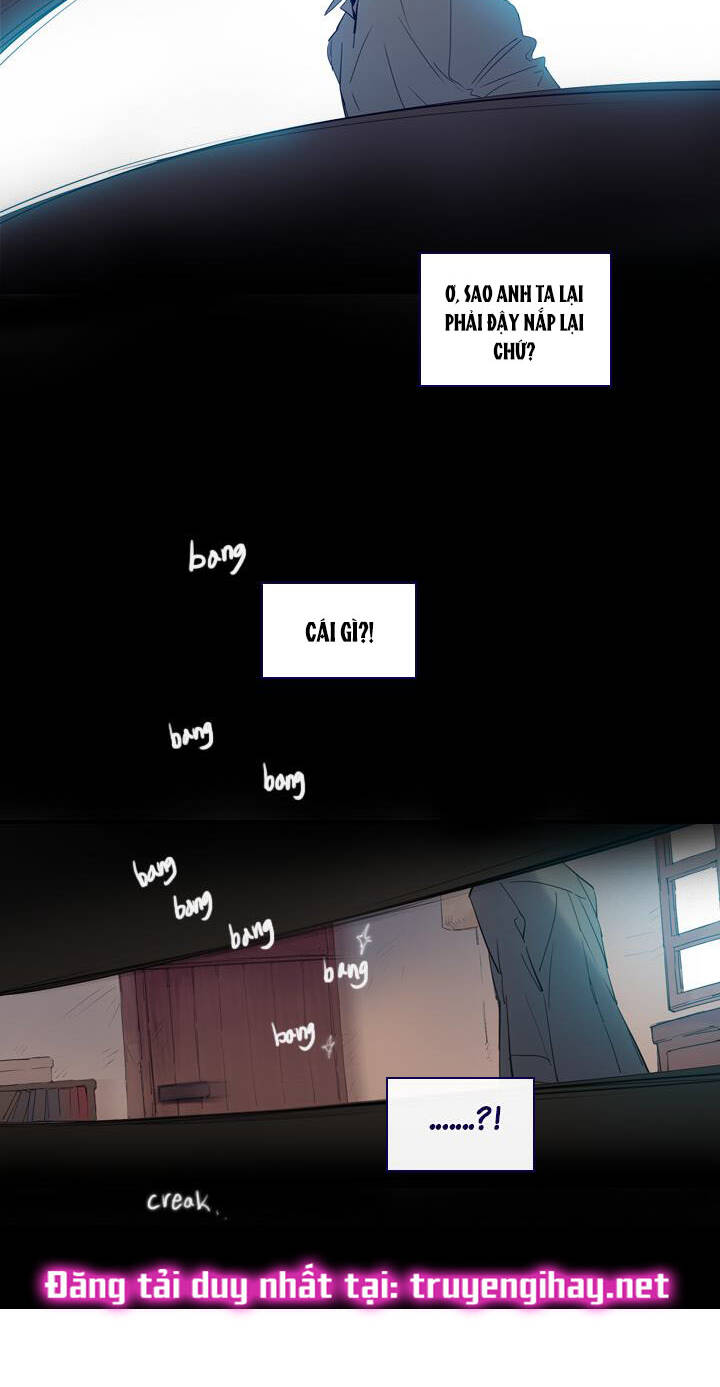 Ơ, SAO ANH TA LẠI
PHẢI ĐẬY NẮP LẠI
CHỨ?
bang
CÁI GÌ?!
bang
bang
bang
bang
bang
bang
bang
.......?!
creak..
Đăng tải duy nhất tại: truyengihay.net